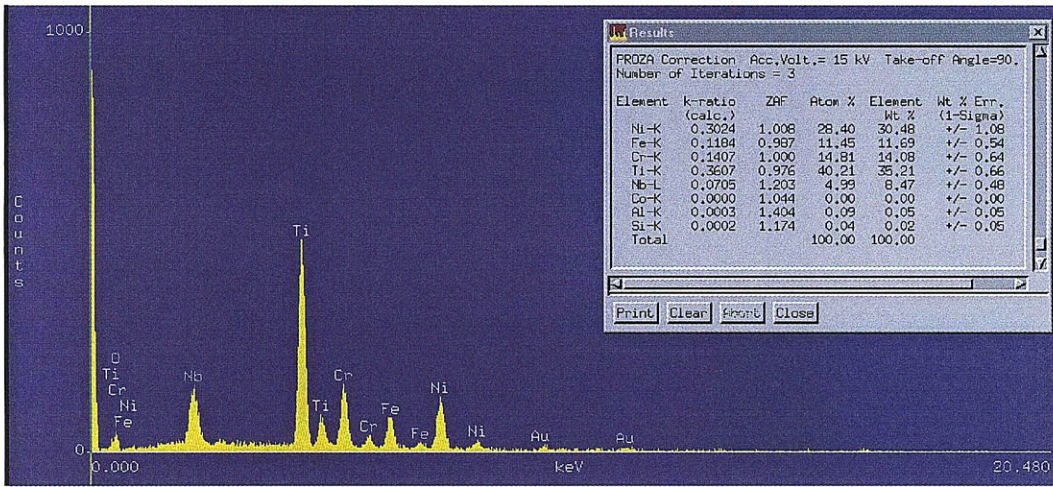 1000
Results
PROZA Correction Acc.Volt.= 15 kV Take-off Angle=90.
Number of Iterations = 3
Element k-ratio ZAF Atom % Element Wt % Err.
(calc.) Wt % (1-Sigma)
Ni-K 0.3024 1.008 28.40 30.48 +/- 1.08
Fe-K 0.1184 0.987 11.45 11.69 +/- 0.54
Cr-K 0.1407 1.000 14.81 14.08 +/- 0.64
Ti-K 0.3607 0.976 40.21 35.21 +/- 0.66
Nb-L 0.0705 1.203 4.99 8.47 +/- 0.48
Co-K 0.0000 1.044 0.00 0.00 +/- 0.00
Al-K 0.0003 1.404 0.09 0.05 +/- 0.05
Si-K 0.0002 1.174 0.04 0.02 +/- 0.05
Total 100.00 100.00
Print Clear Abort Close
Counts
Ti
O
Ti
Cr
Ni
Fe
Nb
Ti
Cr
Cr
Fe
Fe
Ni
Ni
Au
Au
0
0.000 keV 20.480